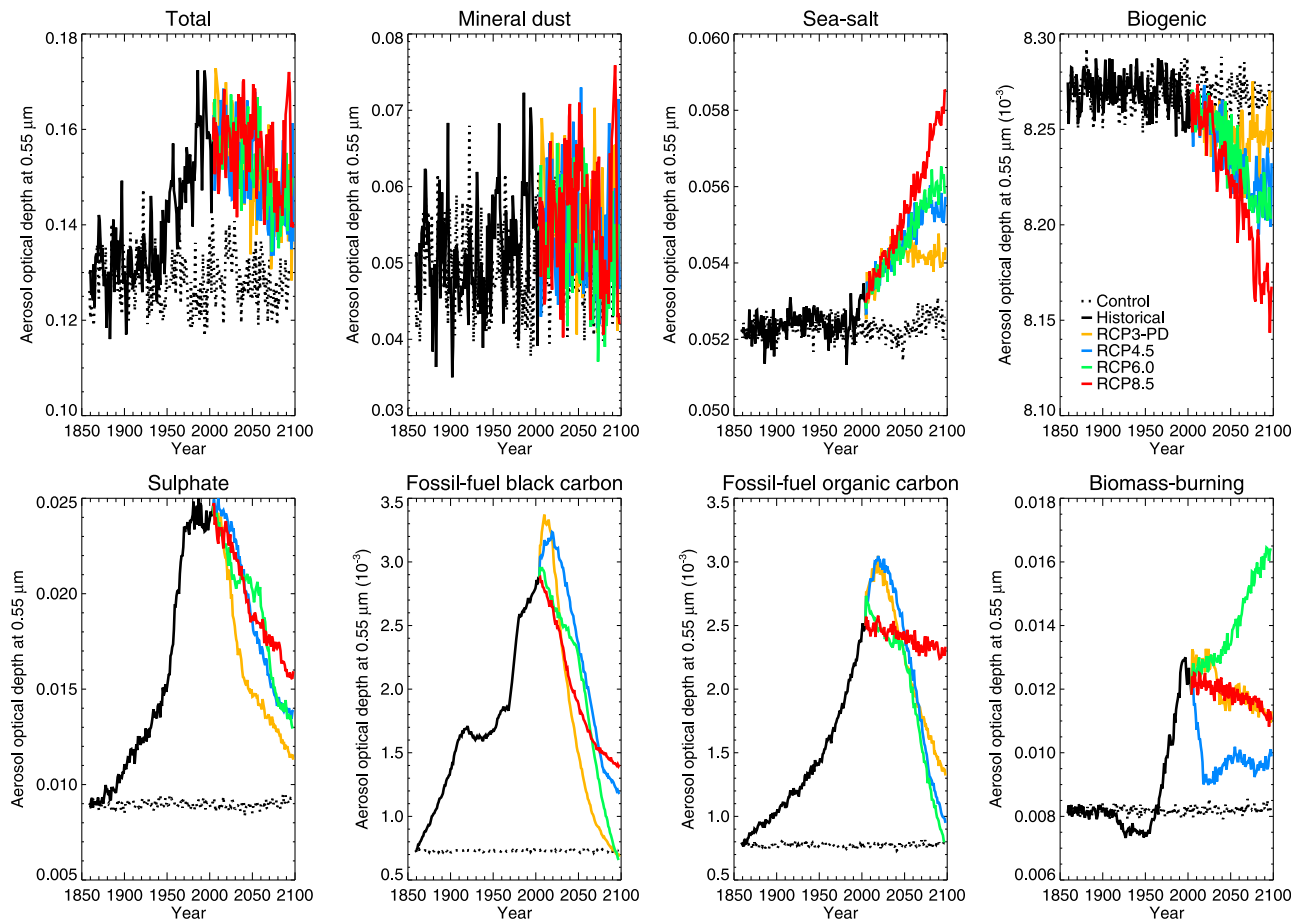 Total
Aerosol optical depth at 0.55 μm
0.18
0.16
0.14
0.12
0.10
1850 1900 1950 2000 2050 2100
Year
Mineral dust
Aerosol optical depth at 0.55 μm
0.08
0.07
0.06
0.05
0.04
0.03
1850 1900 1950 2000 2050 2100
Year
Sea-salt
Aerosol optical depth at 0.55 μm
0.060
0.058
0.056
0.054
0.052
0.050
1850 1900 1950 2000 2050 2100
Year
Biogenic
Aerosol optical depth at 0.55 μm (10⁻³)
8.30
8.25
8.20
8.15
8.10
Control
Historical
RCP3-PD
RCP4.5
RCP6.0
RCP8.5
1850 1900 1950 2000 2050 2100
Year
Sulphate
Aerosol optical depth at 0.55 μm
0.025
0.020
0.015
0.010
0.005
1850 1900 1950 2000 2050 2100
Year
Fossil-fuel black carbon
Aerosol optical depth at 0.55 μm (10⁻³)
3.5
3.0
2.5
2.0
1.5
1.0
0.5
1850 1900 1950 2000 2050 2100
Year
Fossil-fuel organic carbon
Aerosol optical depth at 0.55 μm (10⁻³)
3.5
3.0
2.5
2.0
1.5
1.0
0.5
1850 1900 1950 2000 2050 2100
Year
Biomass-burning
Aerosol optical depth at 0.55 μm
0.018
0.016
0.014
0.012
0.010
0.008
0.006
1850 1900 1950 2000 2050 2100
Year